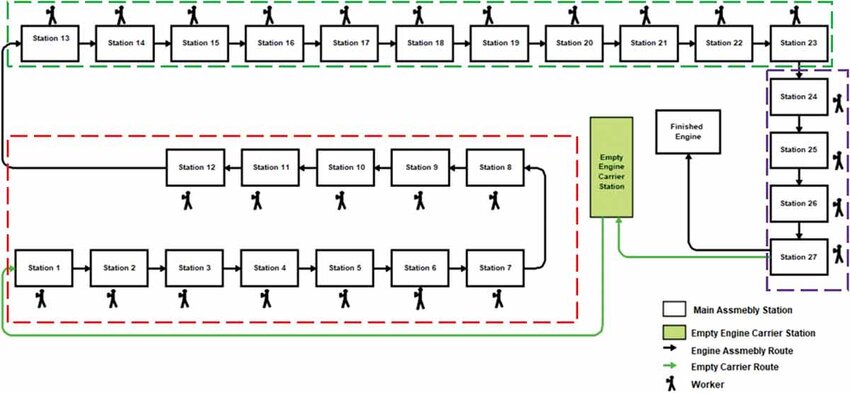 Station 13
Station 14
Station 15
Station 16
Station 17
Station 18
Station 19
Station 20
Station 21
Station 22
Station 23
Station 24
Station 25
Station 26
Station 27
Finished
Engine
Empty
Engine
Carrier
Station
Station 12
Station 11
Station 10
Station 9
Station 8
Station 1
Station 2
Station 3
Station 4
Station 5
Station 6
Station 7
Main Assmebly Station
Empty Engine Carrier Station
Engine Assmebly Route
Empty Carrier Route
Worker